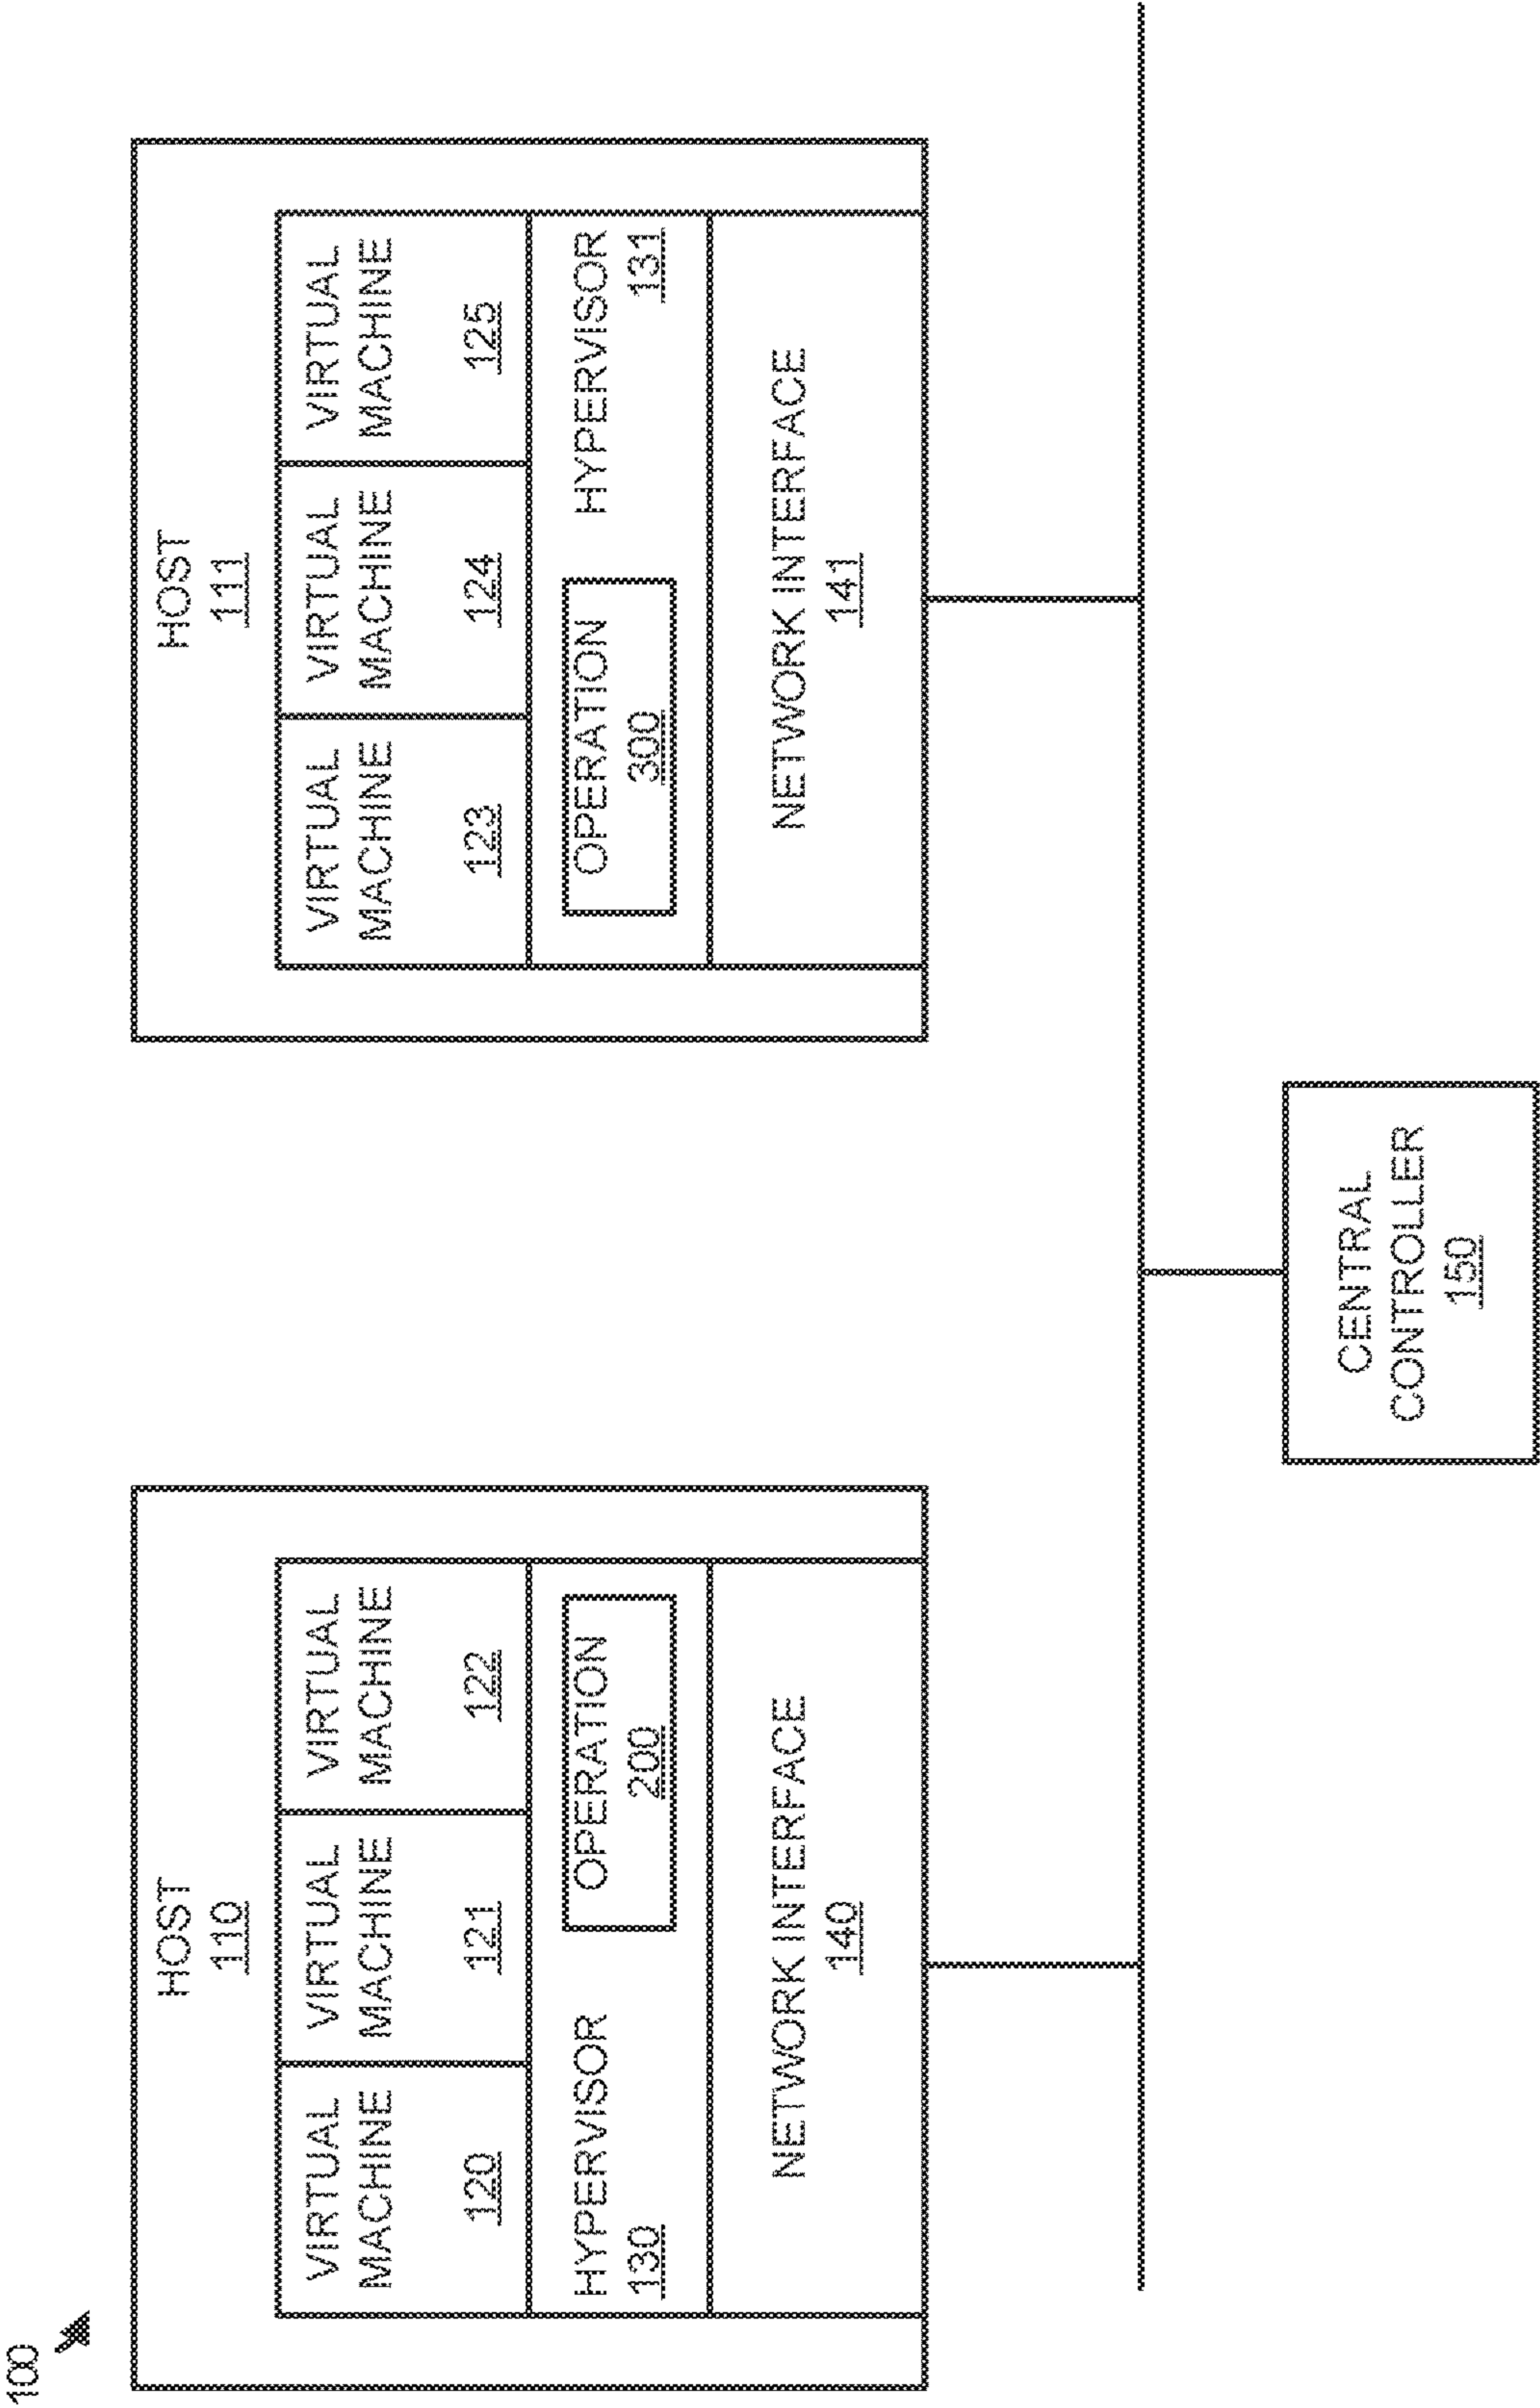 100
HOST
110
VIRTUAL
MACHINE
120
VIRTUAL
MACHINE
121
VIRTUAL
MACHINE
122
HYPERVISOR
130
OPERATION
200
NETWORK INTERFACE
140
HOST
111
VIRTUAL
MACHINE
123
VIRTUAL
MACHINE
124
VIRTUAL
MACHINE
125
OPERATION
300
HYPERVISOR
131
NETWORK INTERFACE
141
CENTRAL
CONTROLLER
150